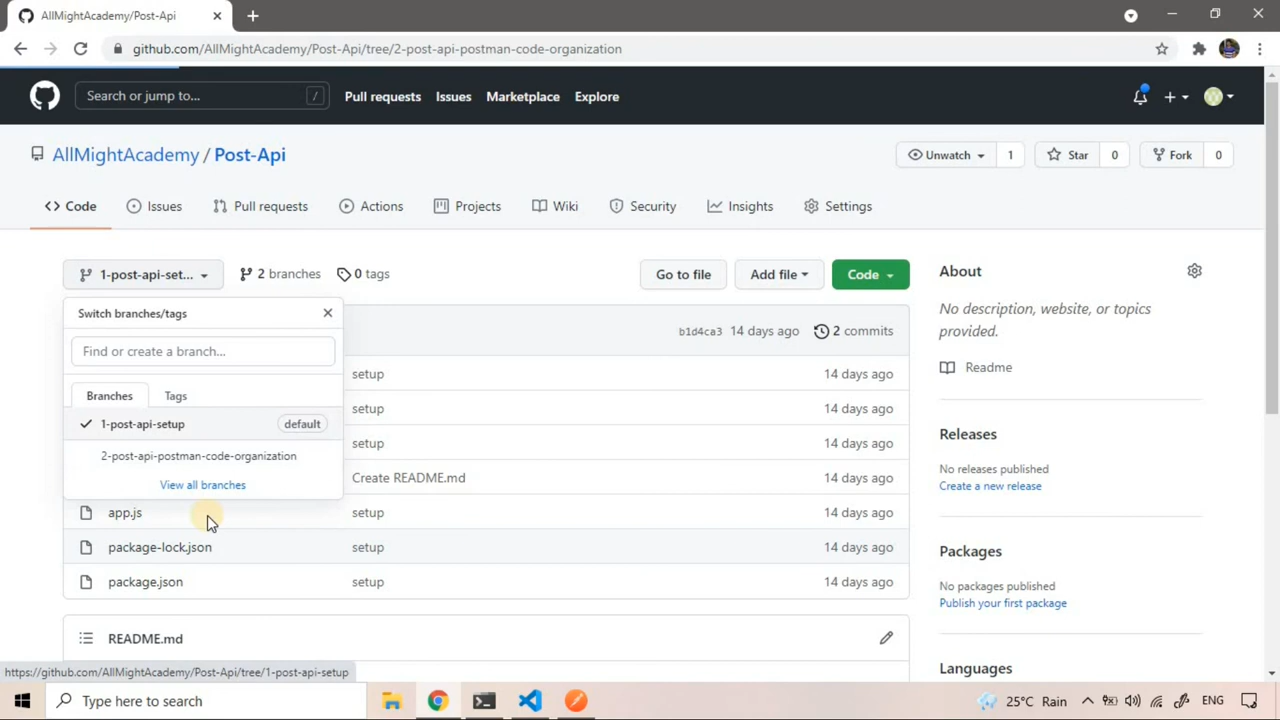 AllMightAcademy/Post-Api
github.com/AllMightAcademy/Post-Api/tree/2-post-api-postman-code-organization
Search or jump to... /
Pull requests Issues Marketplace Explore
AllMightAcademy / Post-Api
Unwatch 1 Star 0 Fork 0
Code Issues Pull requests Actions Projects Wiki Security Insights Settings
1-post-api-set... 2 branches 0 tags Go to file Add file Code
Switch branches/tags
Find or create a branch...
Branches Tags
1-post-api-setup default
2-post-api-postman-code-organization
View all branches
b1d4ca3 14 days ago 2 commits
setup 14 days ago
setup 14 days ago
setup 14 days ago
Create README.md 14 days ago
app.js setup 14 days ago
package-lock.json setup 14 days ago
package.json setup 14 days ago
README.md
About
No description, website, or topics
provided.
Readme
Releases
No releases published
Create a new release
Packages
No packages published
Publish your first package
Languages
https://github.com/AllMightAcademy/Post-Api/tree/1-post-api-setup
Type here to search
25°C Rain ENG